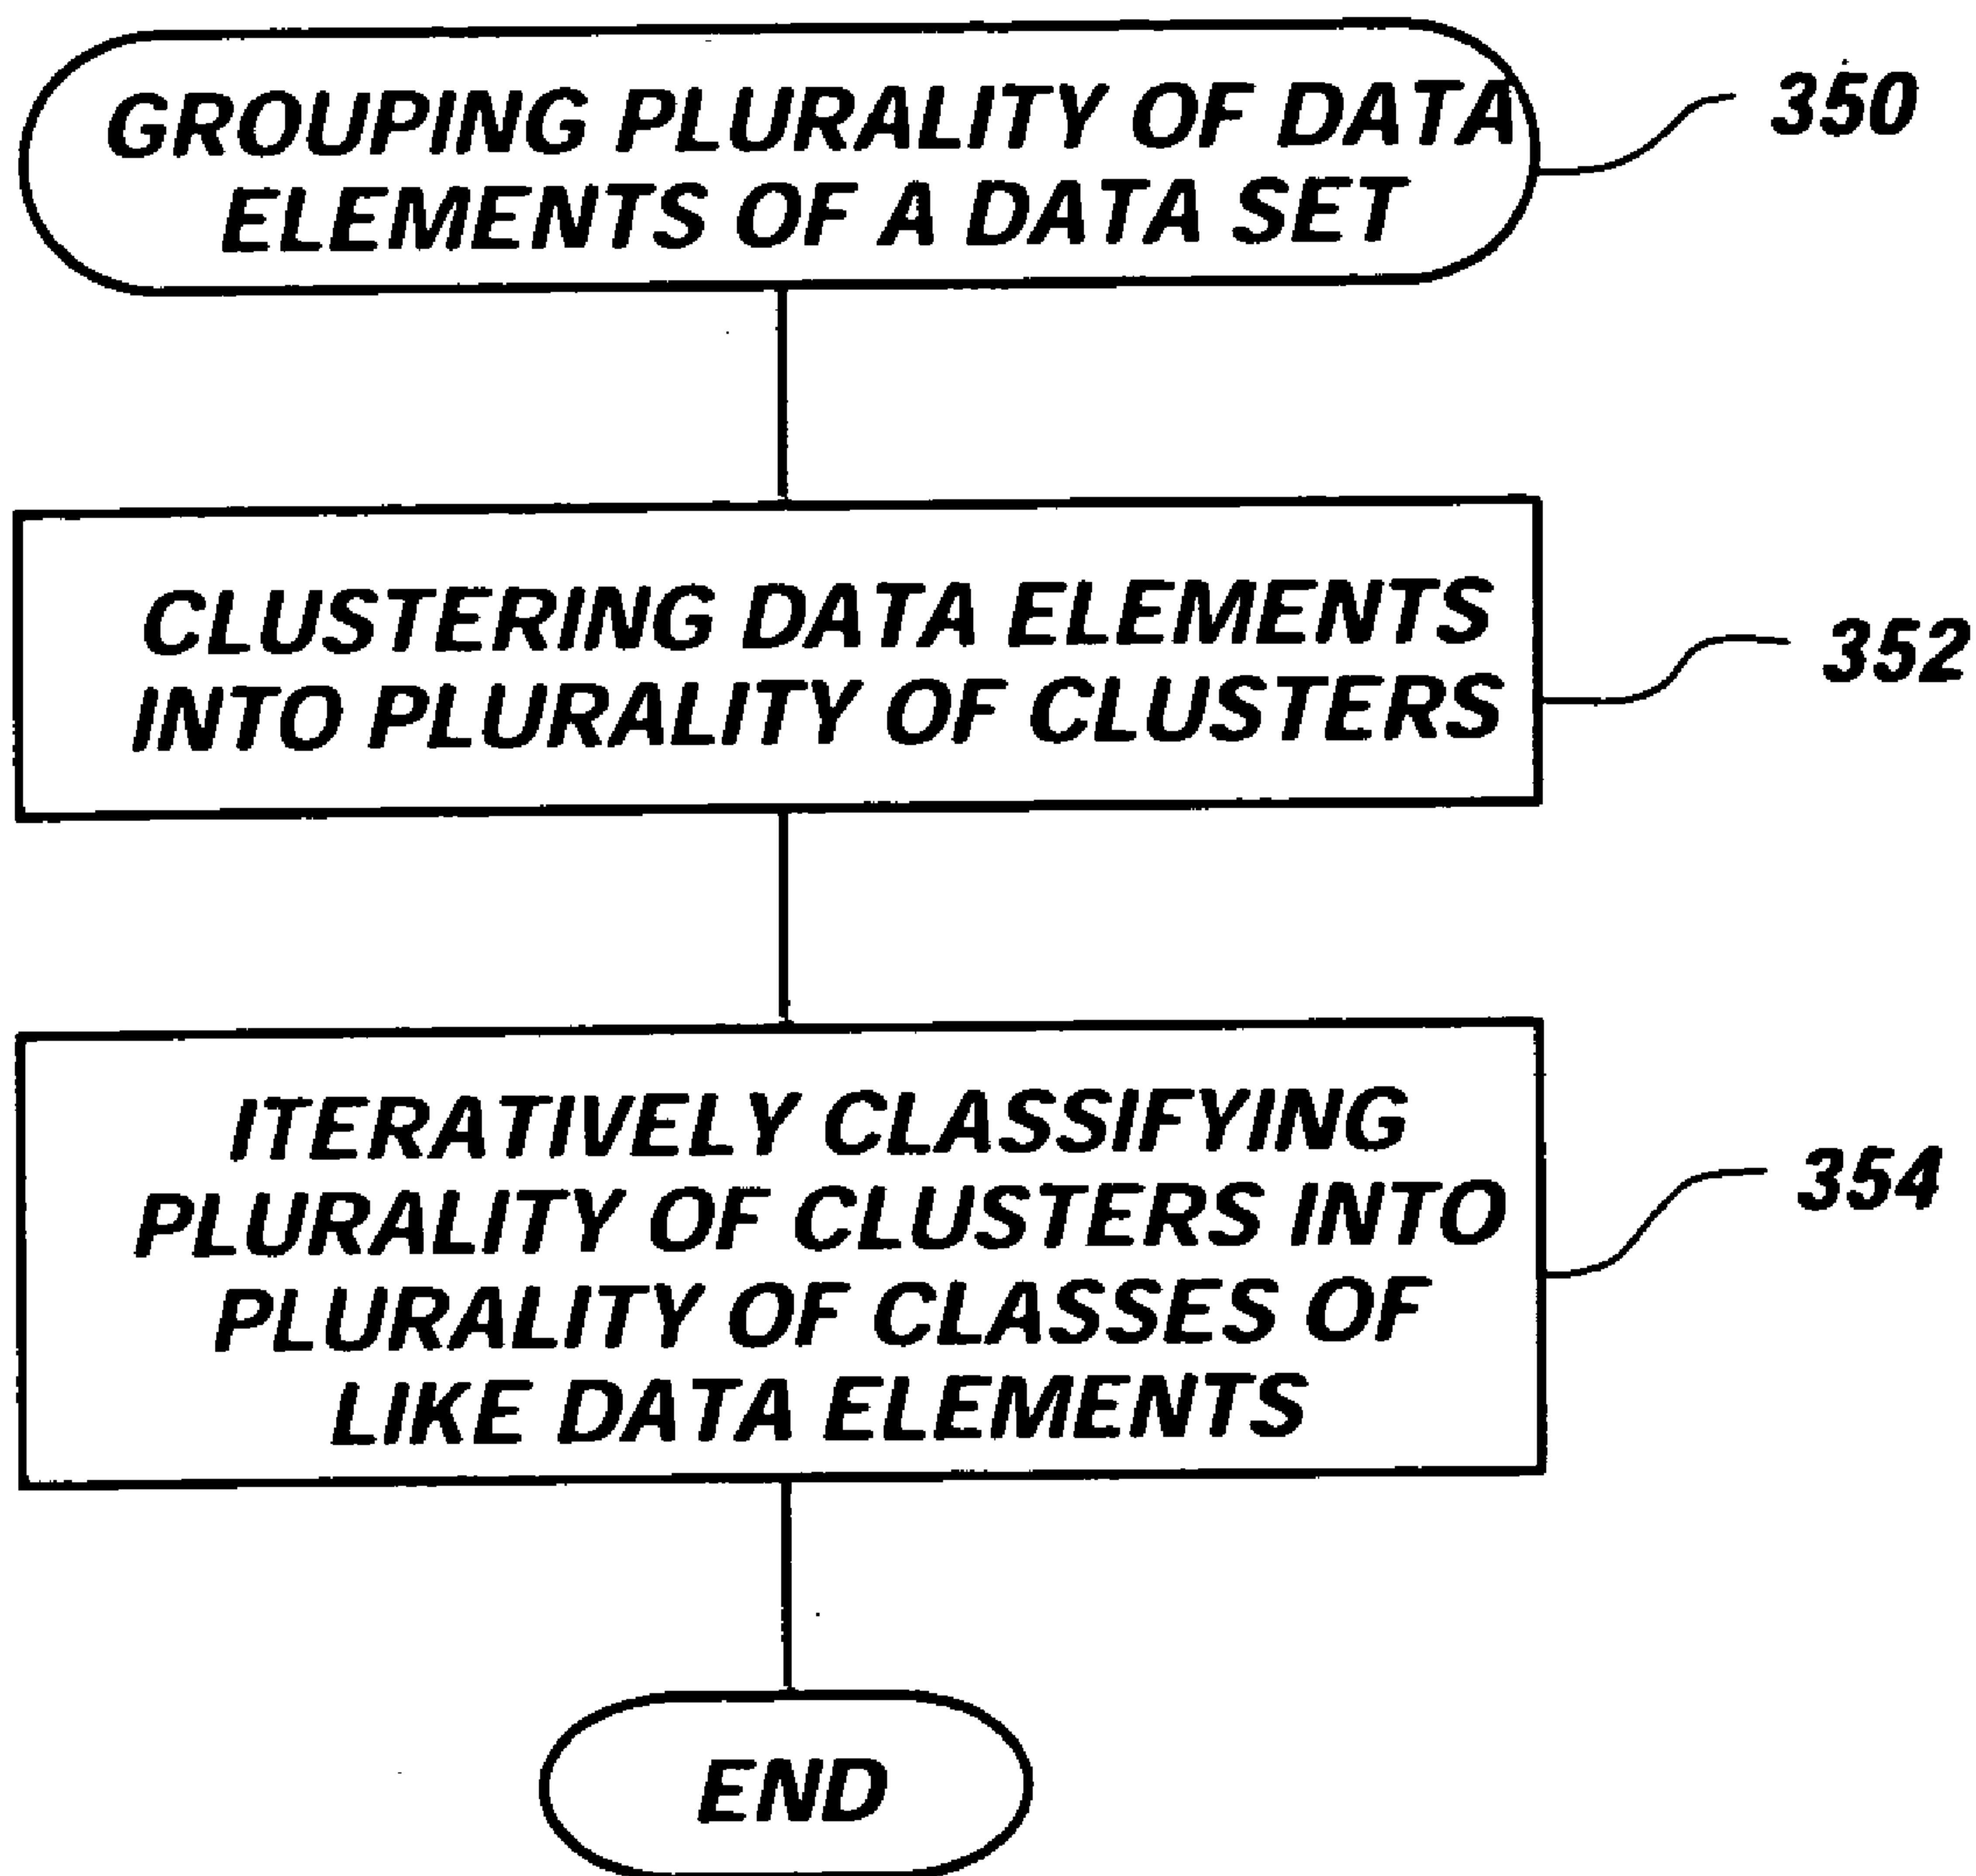 GROUPING PLURALITY OF DATA
ELEMENTS OF A DATA SET
350
CLUSTERING DATA ELEMENTS
INTO PLURALITY OF CLUSTERS
352
ITERATIVELY CLASSIFYING
PLURALITY OF CLUSTERS INTO
PLURALITY OF CLASSES OF
LIKE DATA ELEMENTS
354
END